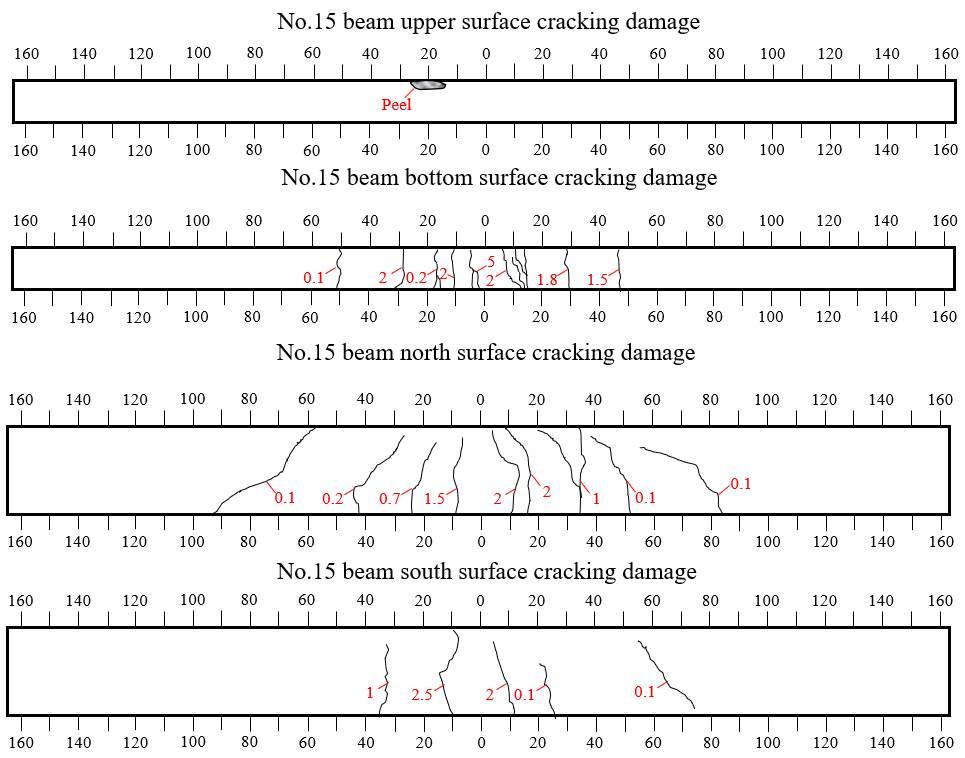 No.15 beam upper surface cracking damage
160 140 120 100 80 60 40 20 0 20 40 60 80 100 120 140 160
Peel
160 140 120 100 80 60 40 20 0 20 40 60 80 100 120 140 160
No.15 beam bottom surface cracking damage
160 140 120 100 80 60 40 20 0 20 40 60 80 100 120 140 160
0.1 2 0.2 2 5 2 1.8 1.5
160 140 120 100 80 60 40 20 0 20 40 60 80 100 120 140 160
No.15 beam north surface cracking damage
160 140 120 100 80 60 40 20 0 20 40 60 80 100 120 140 160
0.1 0.2 0.7 1.5 2 2 1 0.1 0.1
160 140 120 100 80 60 40 20 0 20 40 60 80 100 120 140 160
No.15 beam south surface cracking damage
160 140 120 100 80 60 40 20 0 20 40 60 80 100 120 140 160
1 2.5 2 0.1 0.1
160 140 120 100 80 60 40 20 0 20 40 60 80 100 120 140 160